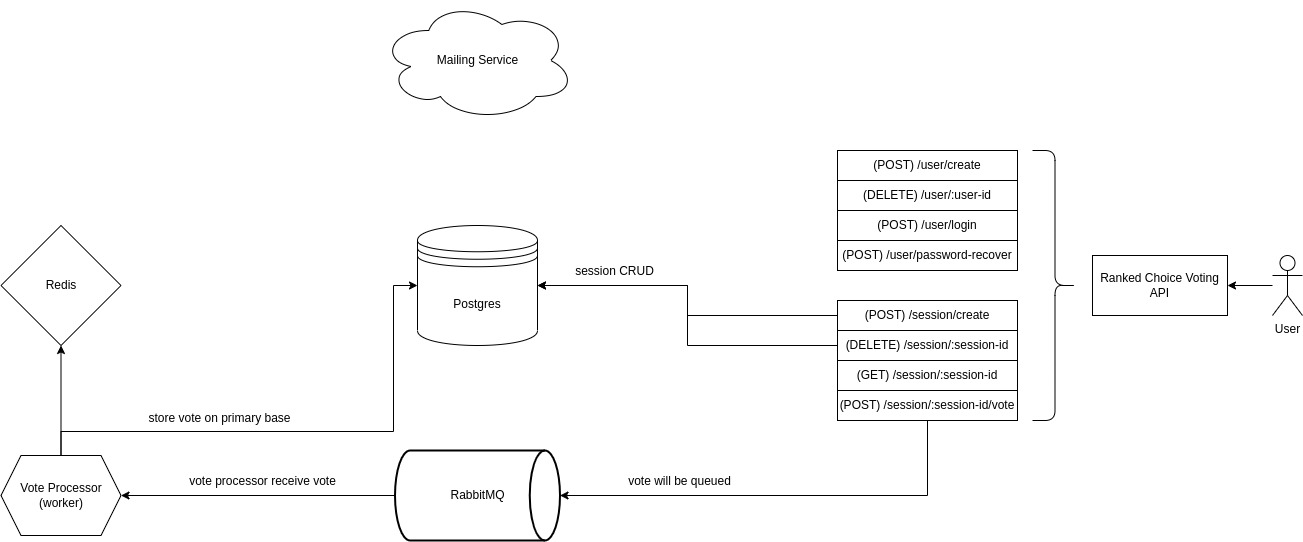 Mailing Service
(POST) /user/create
(DELETE) /user/:user-id
(POST) /user/login
(POST) /user/password-recover
Redis
Postgres
session CRUD
(POST) /session/create
(DELETE) /session/:session-id
(GET) /session/:session-id
(POST) /session/:session-id/vote
Ranked Choice Voting
API
User
store vote on primary base
Vote Processor
(worker)
vote processor receive vote
RabbitMQ
vote will be queued